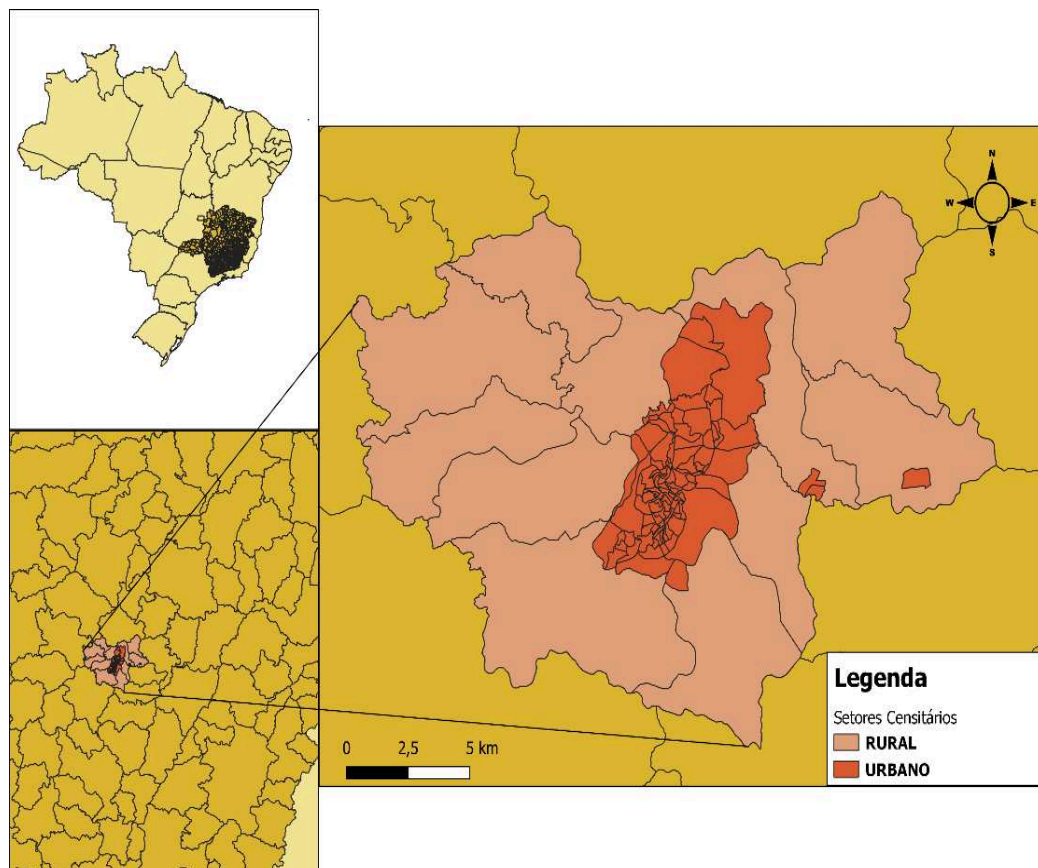 N
W E
S
0 2,5 5 km
Legenda
Setores Censitários
RURAL
URBANO